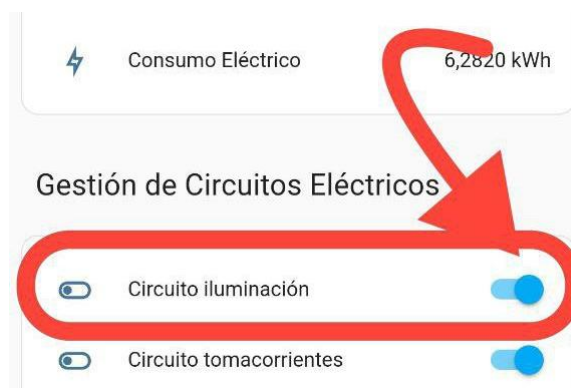 Consumo Eléctrico 6,2820 kWh
Gestión de Circuitos Eléctricos
Circuito iluminación
Circuito tomacorrientes